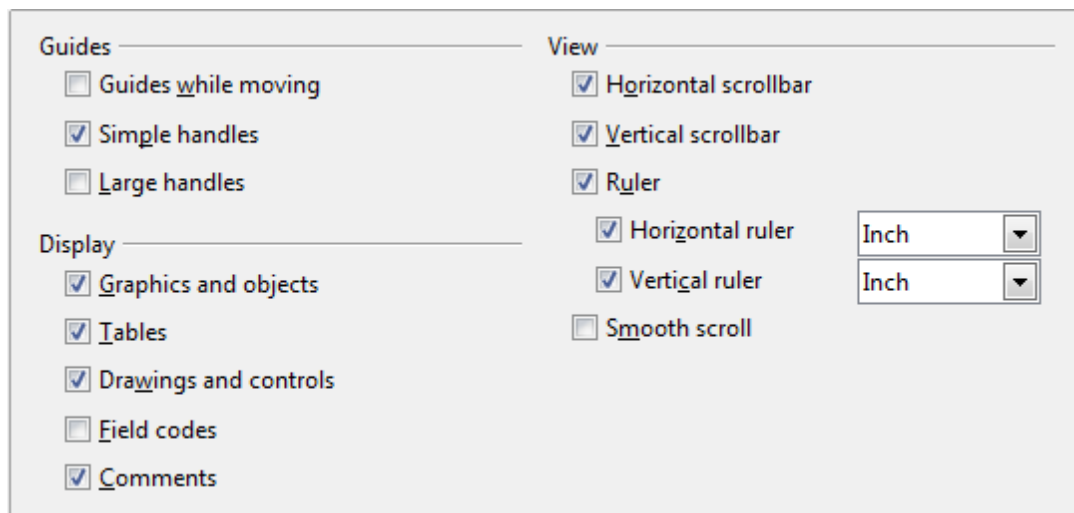 Guides
Guides while moving
Simple handles
Large handles
Display
Graphics and objects
Tables
Drawings and controls
Field codes
Comments
View
Horizontal scrollbar
Vertical scrollbar
Ruler
Horizontal ruler Inch
Vertical ruler Inch
Smooth scroll